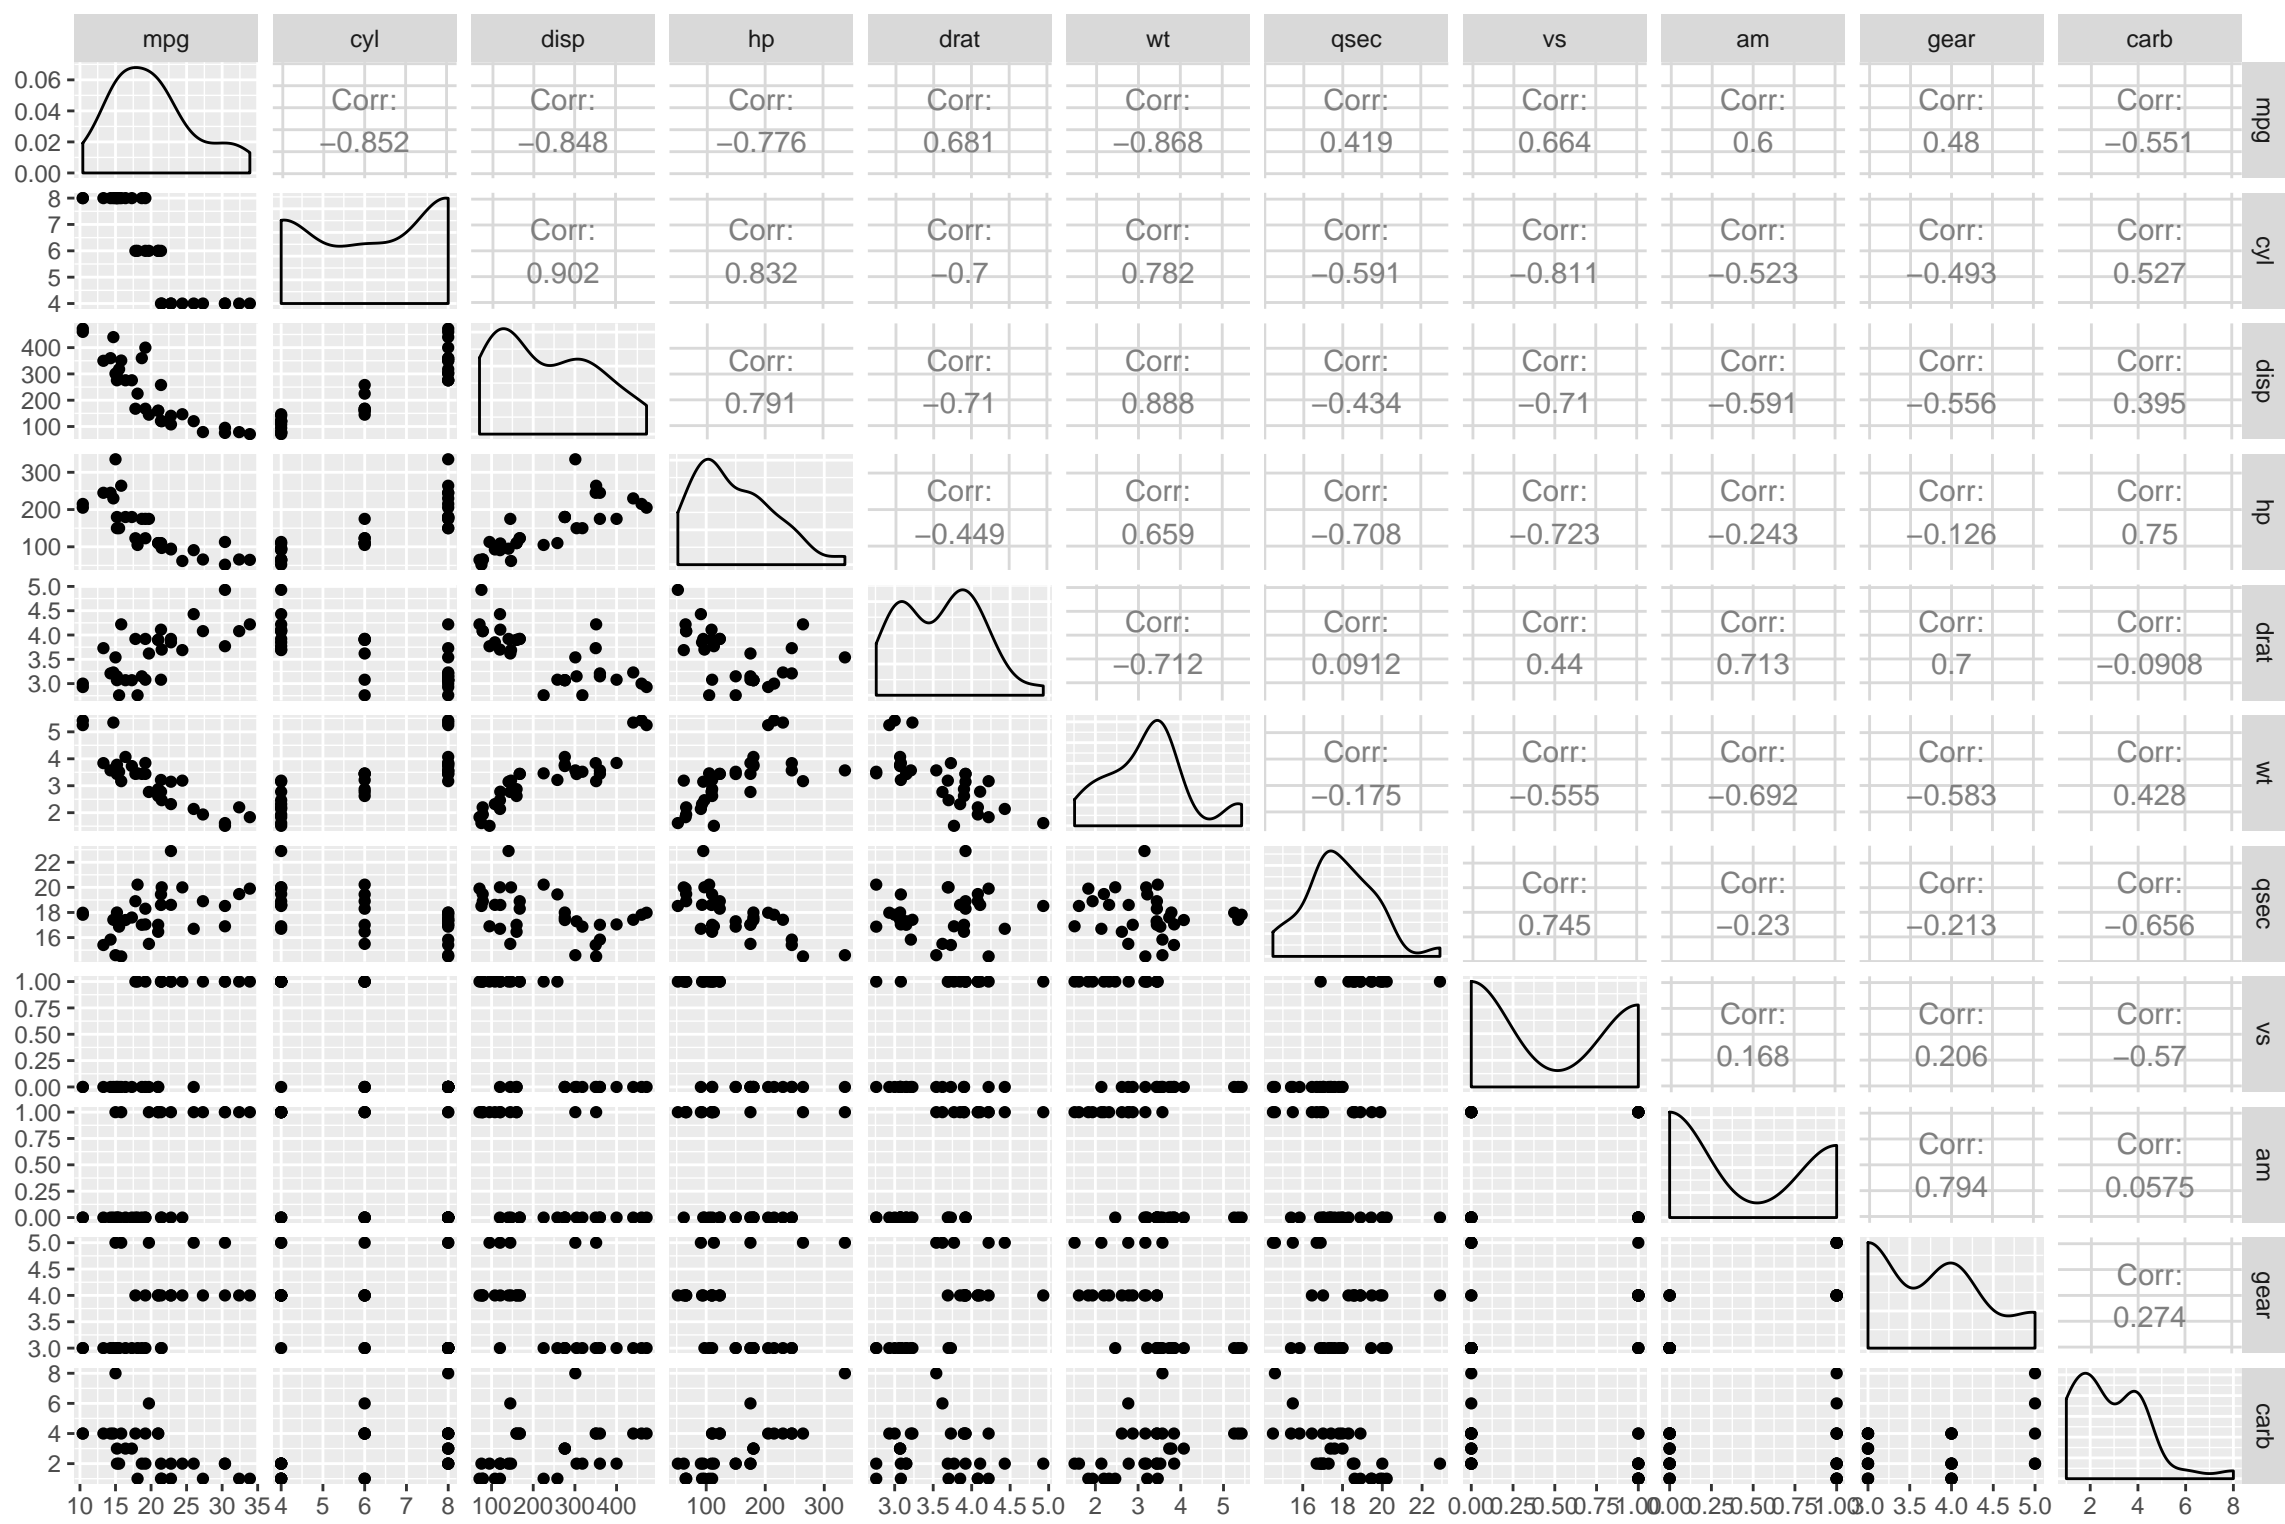 mpg cyl disp hp drat wt qsec vs am gear carb
0.06
0.04
0.02
0.00
Corr: Corr: Corr: Corr: Corr: Corr: Corr: Corr: Corr: Corr:
−0.852 −0.848 −0.776 0.681 −0.868 0.419 0.664 0.6 0.48 −0.551
mpg
8
7
6
5
4
Corr: Corr: Corr: Corr: Corr: Corr: Corr: Corr: Corr:
0.902 0.832 −0.7 0.782 −0.591 −0.811 −0.523 −0.493 0.527
cyl
400
300
200
100
Corr: Corr: Corr: Corr: Corr: Corr: Corr: Corr:
0.791 −0.71 0.888 −0.434 −0.71 −0.591 −0.556 0.395
disp
300
200
100
Corr: Corr: Corr: Corr: Corr: Corr: Corr:
−0.449 0.659 −0.708 −0.723 −0.243 −0.126 0.75
hp
5.0
4.5
4.0
3.5
3.0
Corr: Corr: Corr: Corr: Corr: Corr:
−0.712 0.0912 0.44 0.713 0.7 −0.0908
drat
5
4
3
2
Corr: Corr: Corr: Corr: Corr:
−0.175 −0.555 −0.692 −0.583 0.428
wt
22
20
18
16
Corr: Corr: Corr: Corr:
0.745 −0.23 −0.213 −0.656
qsec
1.00
0.75
0.50
0.25
0.00
Corr: Corr: Corr:
0.168 0.206 −0.57
vs
1.00
0.75
0.50
0.25
0.00
Corr: Corr:
0.794 0.0575
am
5.0
4.5
4.0
3.5
3.0
Corr:
0.274
gear
8
6
4
2
carb
10 15 20 25 30 35 4 5 6 7 8 100 200 300 400 100 200 300 3.0 3.5 4.0 4.5 5.0 2 3 4 5 16 18 20 22 0.00 0.25 0.50 0.75 1.00 0.00 0.25 0.50 0.75 1.00 3.0 3.5 4.0 4.5 5.0 2 4 6 8